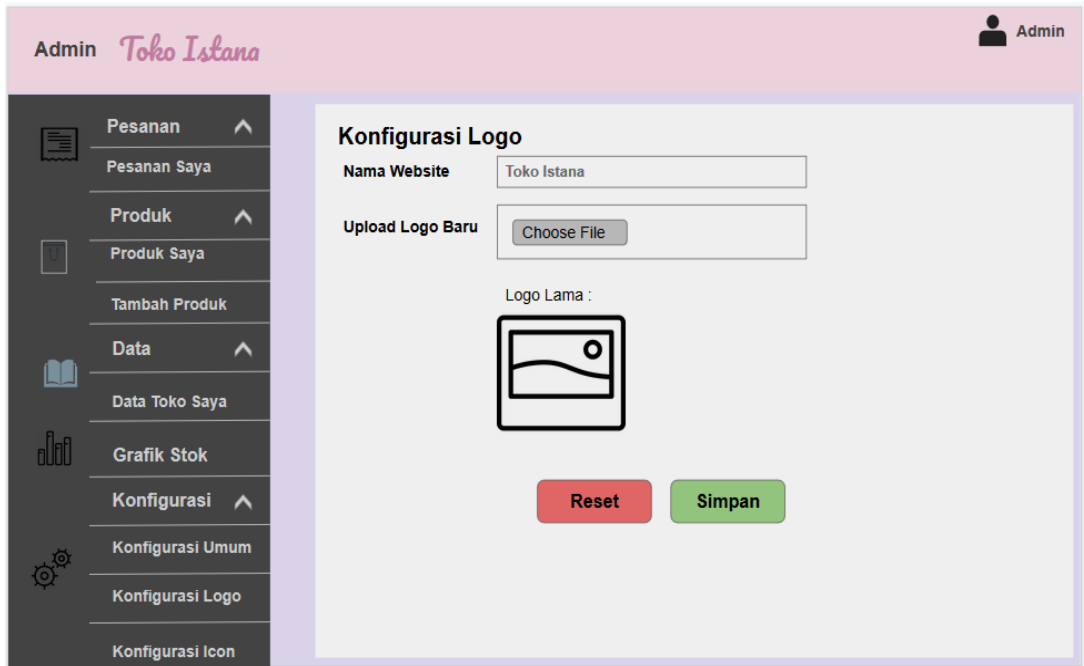 Admin Toko Istana
Admin
Pesanan
Pesanan Saya
Produk
Produk Saya
Tambah Produk
Data
Data Toko Saya
Grafik Stok
Konfigurasi
Konfigurasi Umum
Konfigurasi Logo
Konfigurasi Icon
Konfigurasi Logo
Nama Website Toko Istana
Upload Logo Baru Choose File
Logo Lama :
Reset Simpan